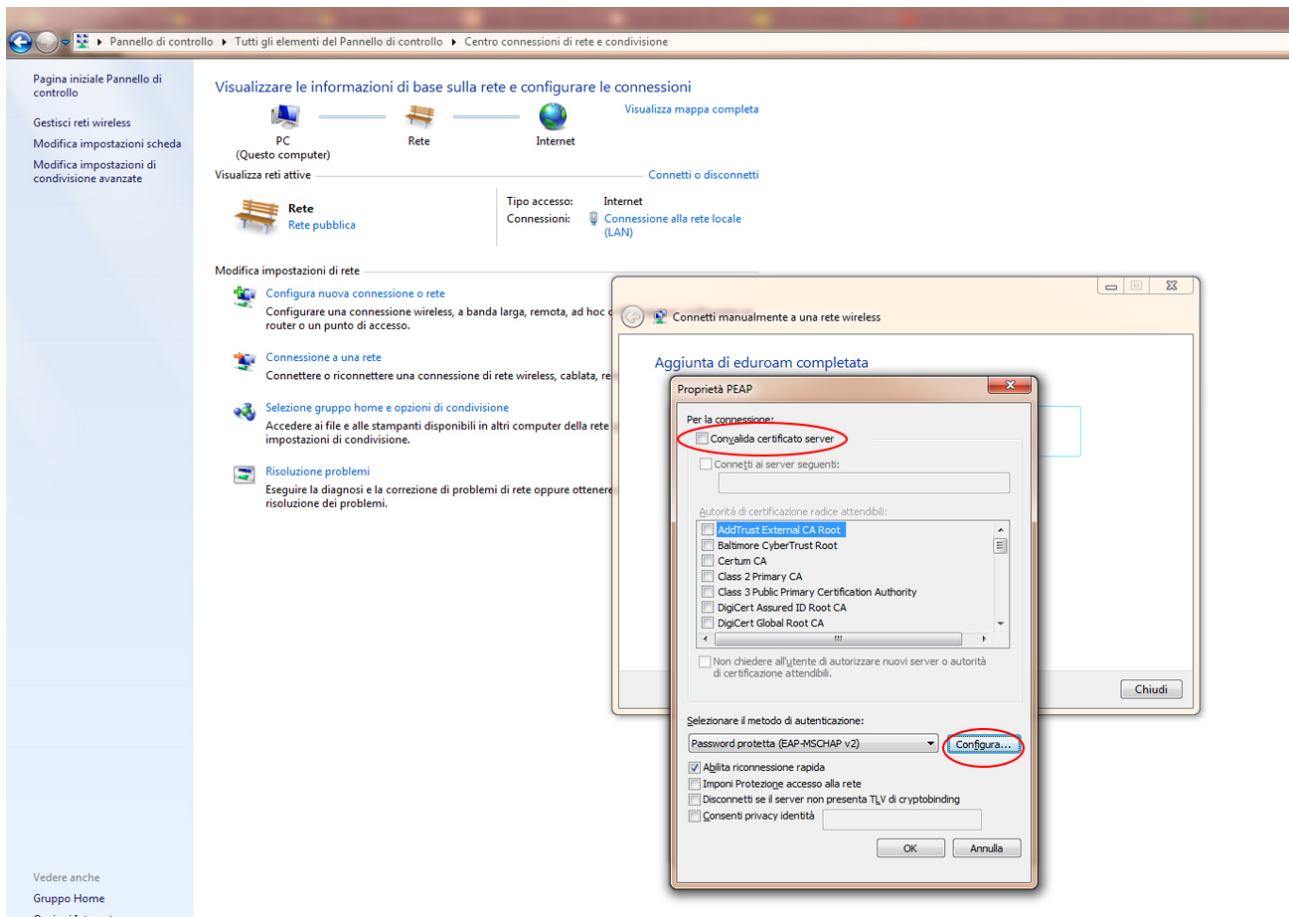 Pannello di controllo ▸ Tutti gli elementi del Pannello di controllo ▸ Centro connessioni di rete e condivisione
Pagina iniziale Pannello di
controllo
Gestisci reti wireless
Modifica impostazioni scheda
Modifica impostazioni di
condivisione avanzate
Visualizzare le informazioni di base sulla rete e configurare le connessioni
Visualizza mappa completa
PC
(Questo computer)
Rete
Internet
Visualizza reti attive
Connetti o disconnetti
Rete
Rete pubblica
Tipo accesso: Internet
Connessioni: Connessione alla rete locale
(LAN)
Modifica impostazioni di rete
Configura nuova connessione o rete
Configurare una connessione wireless, a banda larga, remota, ad hoc
router o un punto di accesso.
Connessione a una rete
Connettere o riconnettere una connessione di rete wireless, cablata, re
Selezione gruppo home e opzioni di condivisione
Accedere ai file e alle stampanti disponibili in altri computer della rete
impostazioni di condivisione.
Risoluzione problemi
Eseguire la diagnosi e la correzione di problemi di rete oppure ottenere
risoluzione dei problemi.
Vedere anche
Gruppo Home
Connetti manualmente a una rete wireless
Aggiunta di eduroam completata
Chiudi
Proprietà PEAP
Per la connessione:
Convalida certificato server
Connetti ai server seguenti:
Autorità di certificazione radice attendibili:
AddTrust External CA Root
Baltimore CyberTrust Root
Certum CA
Class 2 Primary CA
Class 3 Public Primary Certification Authority
DigiCert Assured ID Root CA
DigiCert Global Root CA
Non chiedere all'utente di autorizzare nuovi server o autorità
di certificazione attendibili.
Selezionare il metodo di autenticazione:
Password protetta (EAP-MSCHAP v2)
Configura...
Abilita riconnessione rapida
Imponi Protezione accesso alla rete
Disconnetti se il server non presenta TLV di cryptobinding
Consenti privacy identità
OK
Annulla